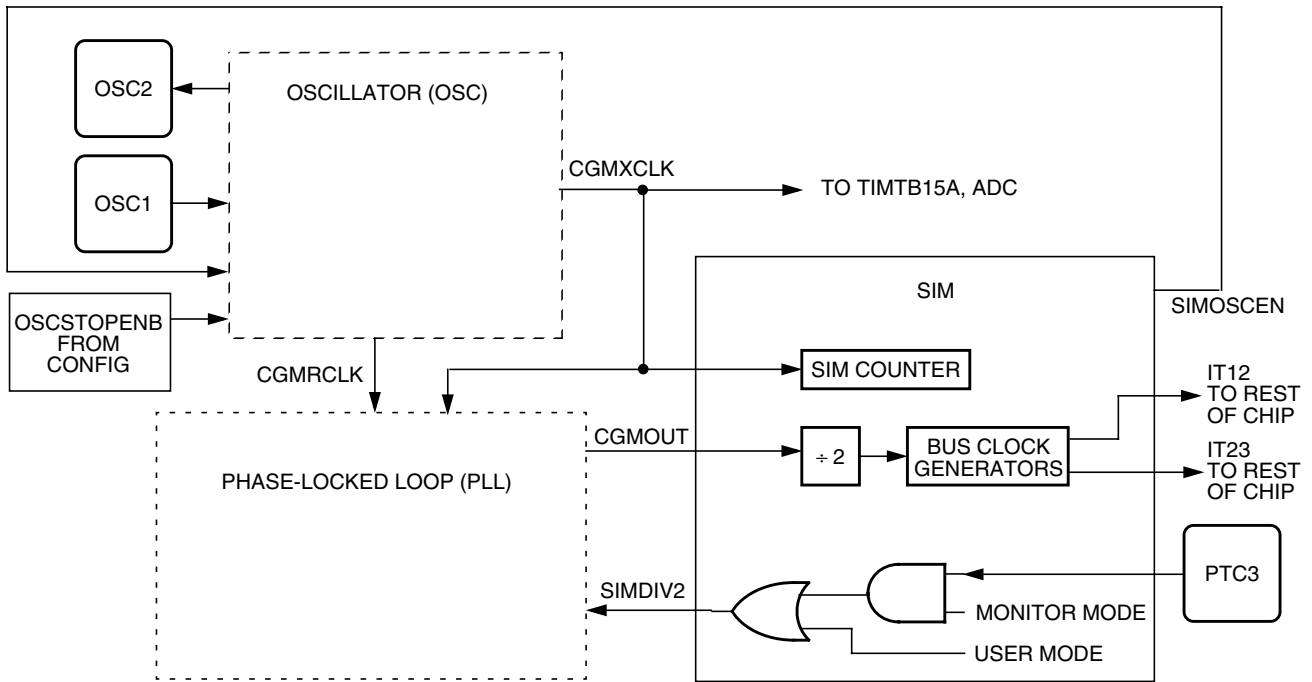 OSC2
OSCILLATOR (OSC)
CGMXCLK
OSC1
TO TIMTB15A, ADC
SIM
SIMOSCEN
OSCSTOPENB
FROM
CONFIG
CGMRCLK
SIM COUNTER
IT12
TO REST
OF CHIP
CGMOUT
÷ 2
BUS CLOCK
GENERATORS
IT23
TO REST
OF CHIP
PHASE-LOCKED LOOP (PLL)
SIMDIV2
PTC3
MONITOR MODE
USER MODE